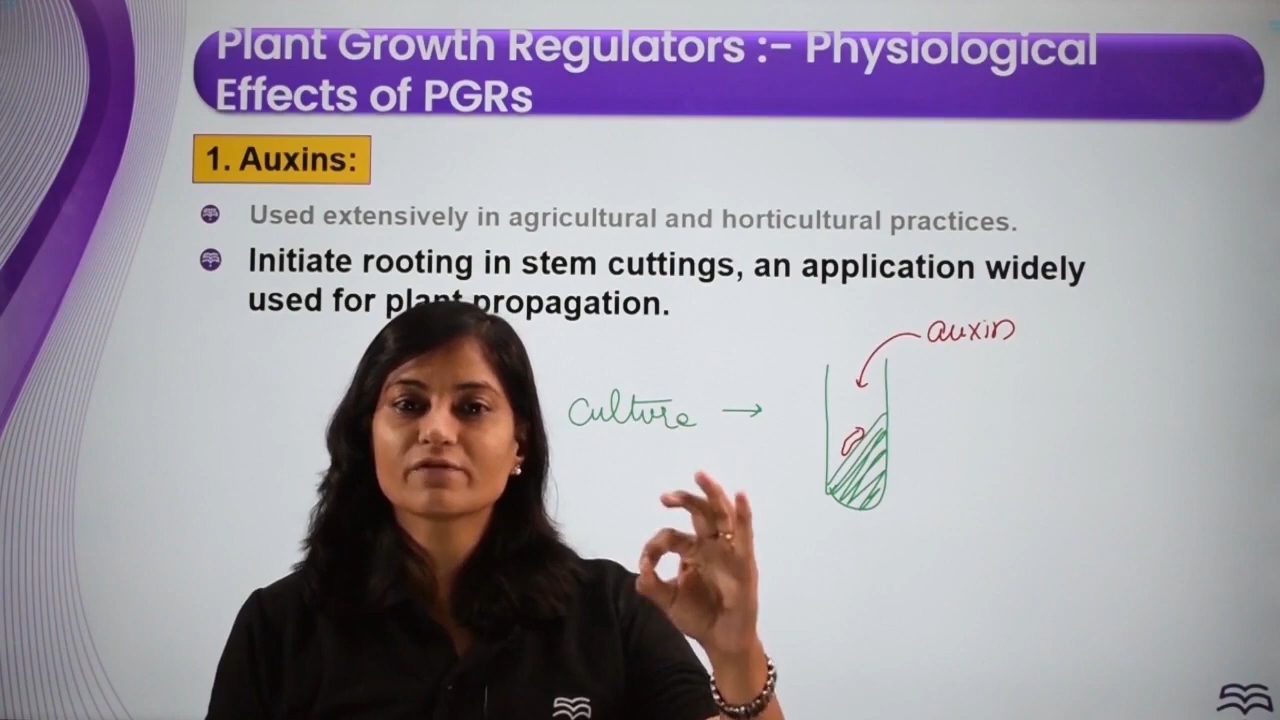 Plant Growth Regulators :- Physiological
Effects of PGRs
1. Auxins:
Used extensively in agricultural and horticultural practices.
Initiate rooting in stem cuttings, an application widely
used for plant propagation.
auxin
culture →